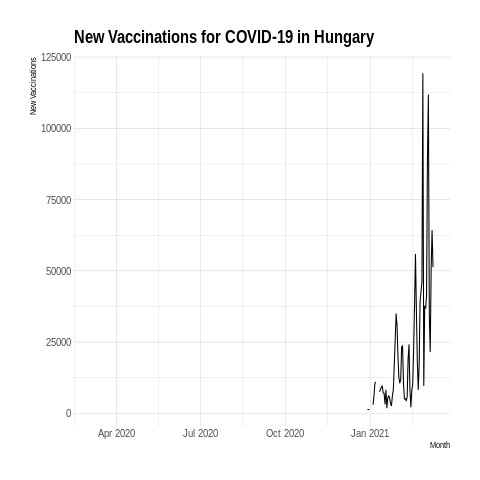 New Vaccinations for COVID-19 in Hungary
New Vaccinations
125000
100000
75000
50000
25000
0
Apr 2020 Jul 2020 Oct 2020 Jan 2021
Month